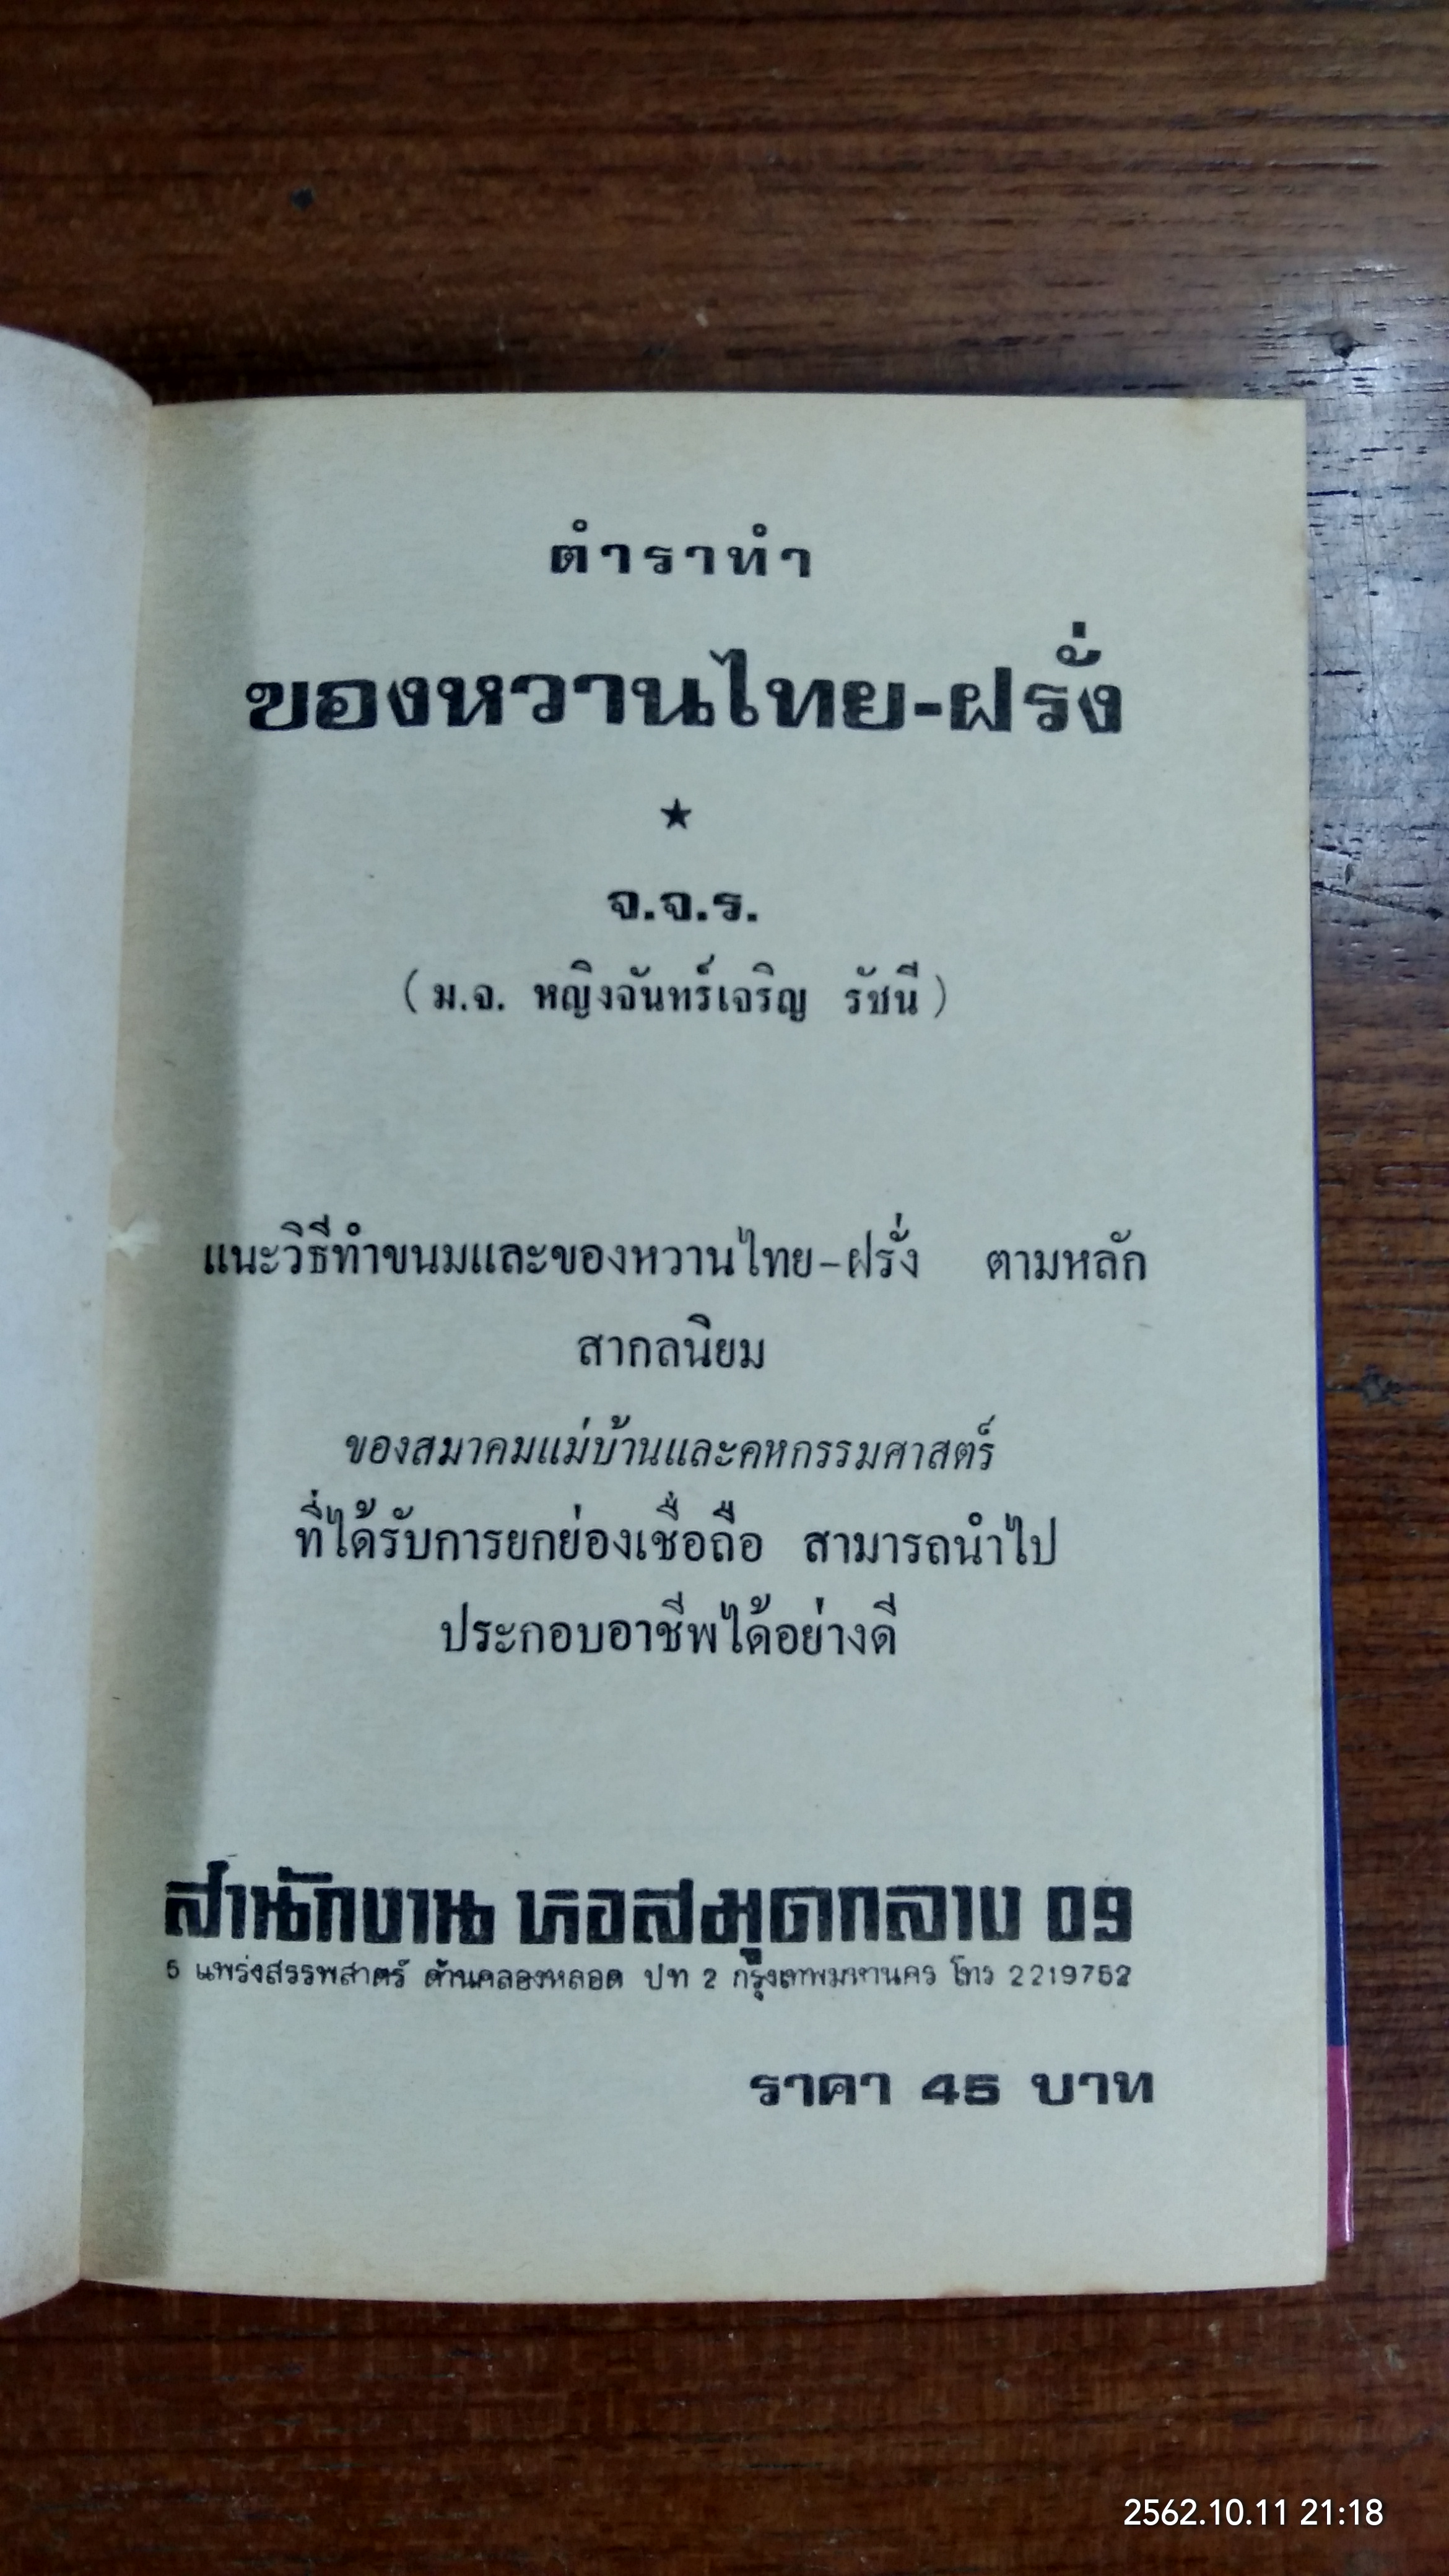 ตำราทำ
ของหวานไทย-ฝรั่ง
★
จ.จ.ร.
(ม.จ. หญิงจันทร์เจริญ รัชนี)
แนะวิธีทำขนมและของหวานไทย-ฝรั่ง ตามหลัก
สากลนิยม
ของสมาคมแม่บ้านและคหกรรมศาสตร์
ที่ได้รับการยกย่องเชื่อถือ สามารถนำไป
ประกอบอาชีพได้อย่างดี
สำนักงาน หอสมุดกลาง 09
5 แพร่งสรรพสาตร์ ด้านคลองหลอด ปท 2 กรุงเทพมหานคร โทร 2219752
ราคา 45 บาท
2562.10.11 21:18